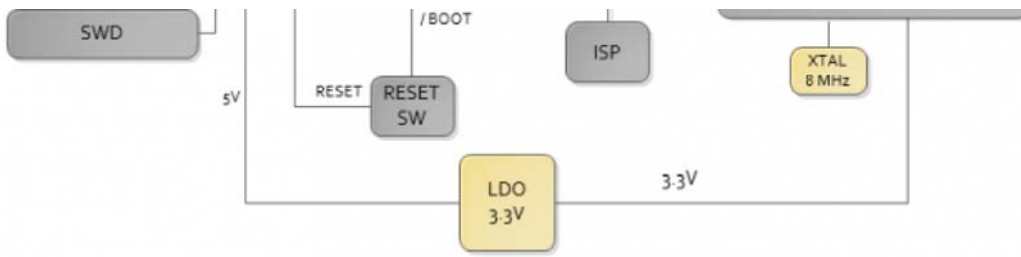 /BOOT
SWD
ISP
XTAL
8 MHz
5V
RESET
RESET
SW
3.3V
LDO
3.3V